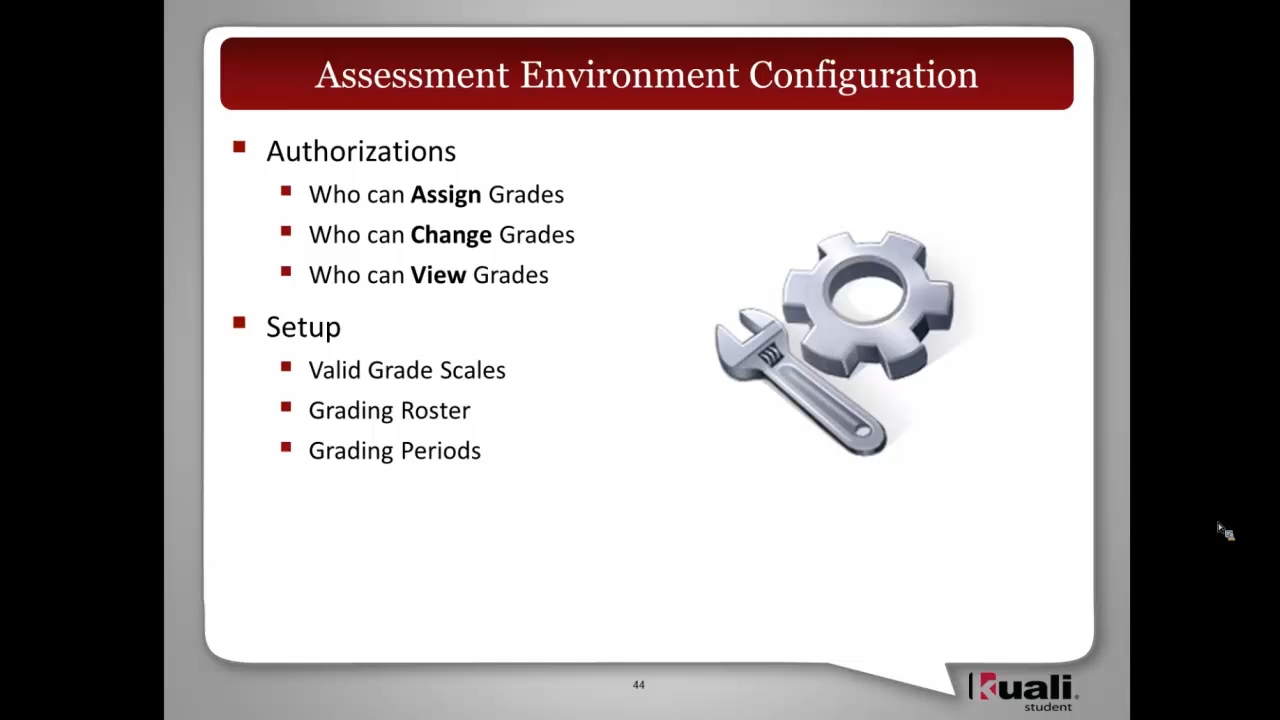 Assessment Environment Configuration
Authorizations
Who can Assign Grades
Who can Change Grades
Who can View Grades
Setup
Valid Grade Scales
Grading Roster
Grading Periods
44
kuali
student